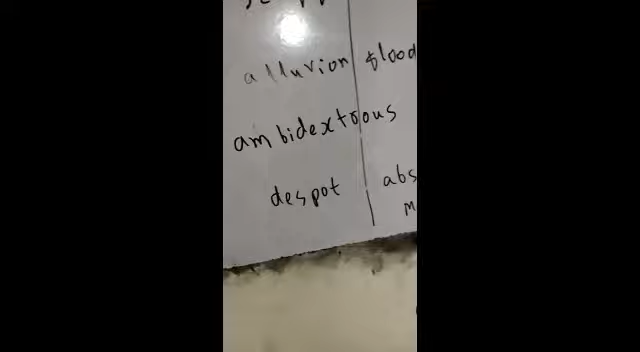 alluvion flood
ambidextrous
despot abs
M